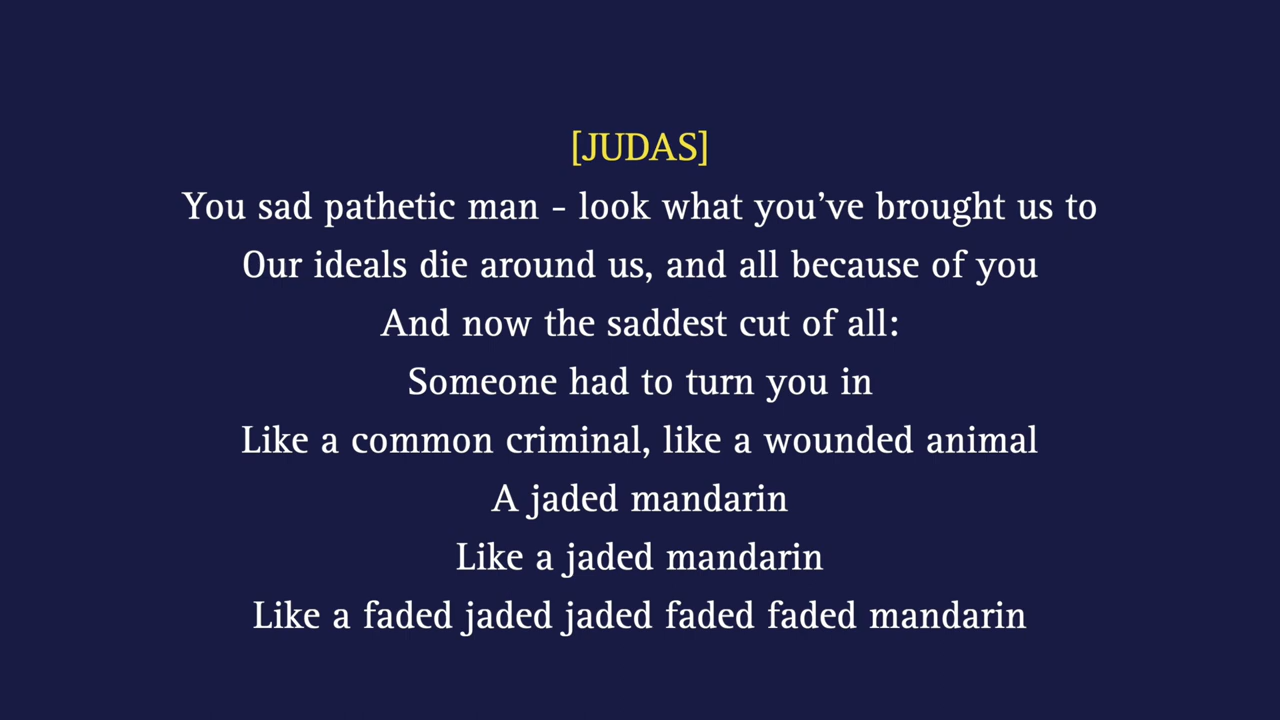 [JUDAS]
You sad pathetic man - look what you’ve brought us to
Our ideals die around us, and all because of you
And now the saddest cut of all:
Someone had to turn you in
Like a common criminal, like a wounded animal
A jaded mandarin
Like a jaded mandarin
Like a faded jaded jaded faded faded mandarin